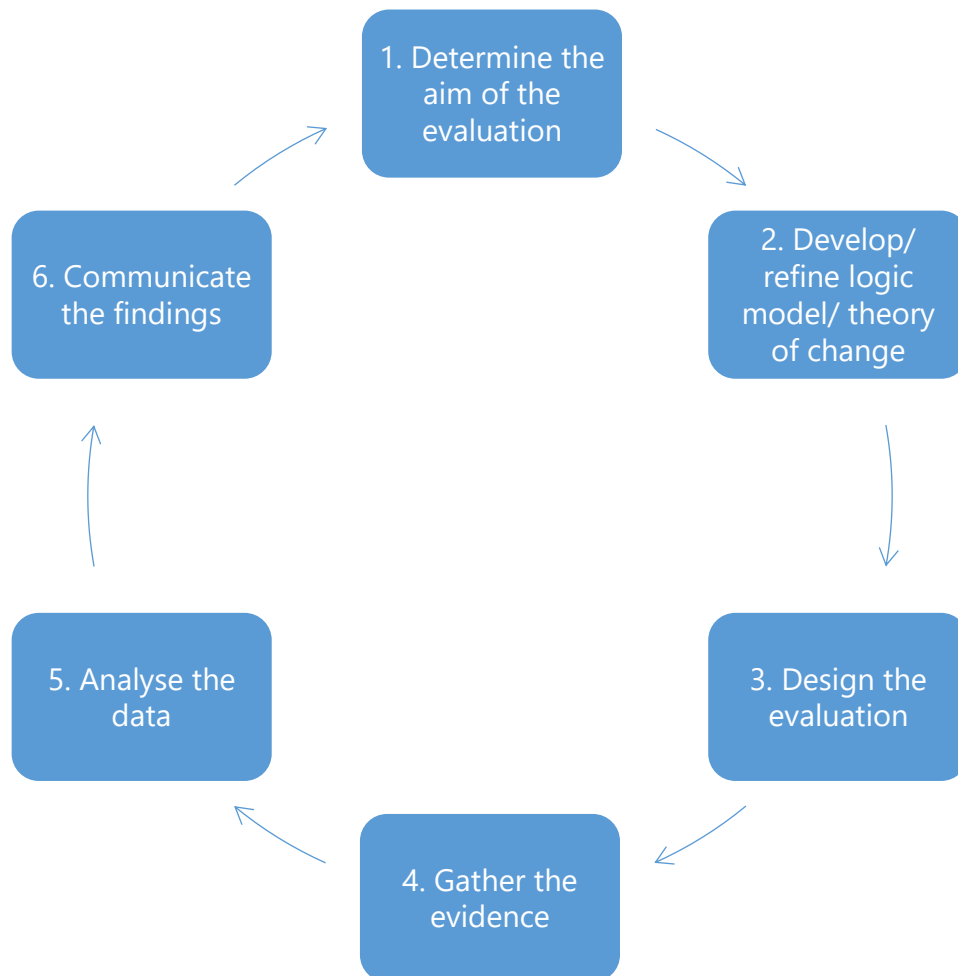 1. Determine the
aim of the
evaluation
2. Develop/
refine logic
model/ theory
of change
3. Design the
evaluation
4. Gather the
evidence
5. Analyse the
data
6. Communicate
the findings